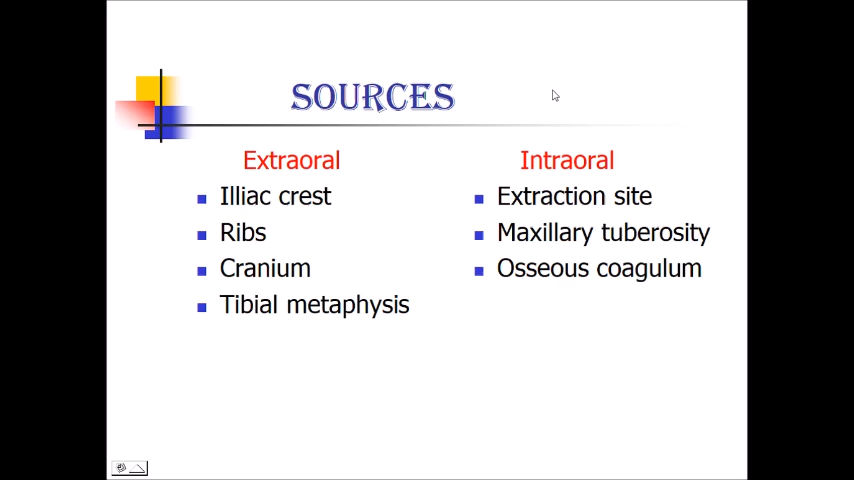 SOURCES
Extraoral
Illiac crest
Ribs
Cranium
Tibial metaphysis
Intraoral
Extraction site
Maxillary tuberosity
Osseous coagulum